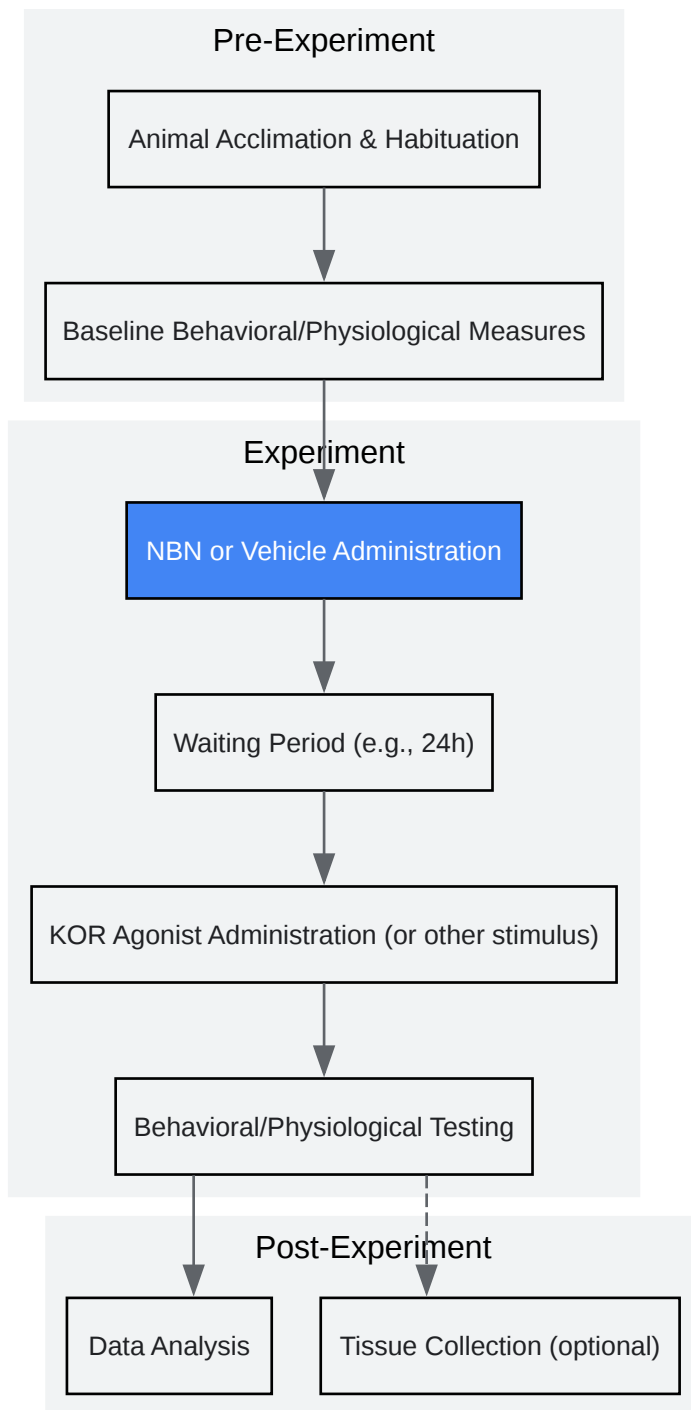 Pre-Experiment
Animal Acclimation & Habituation
Baseline Behavioral/Physiological Measures
Experiment
NBN or Vehicle Administration
Waiting Period (e.g., 24h)
KOR Agonist Administration (or other stimulus)
Behavioral/Physiological Testing
Post-Experiment
Data Analysis
Tissue Collection (optional)